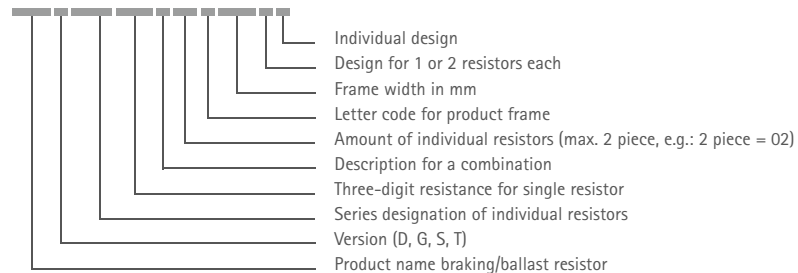 Individual design
Design for 1 or 2 resistors each
Frame width in mm
Letter code for product frame
Amount of individual resistors (max. 2 piece, e.g.: 2 piece = 02)
Description for a combination
Three-digit resistance for single resistor
Series designation of individual resistors
Version (D, G, S, T)
Product name braking/ballast resistor